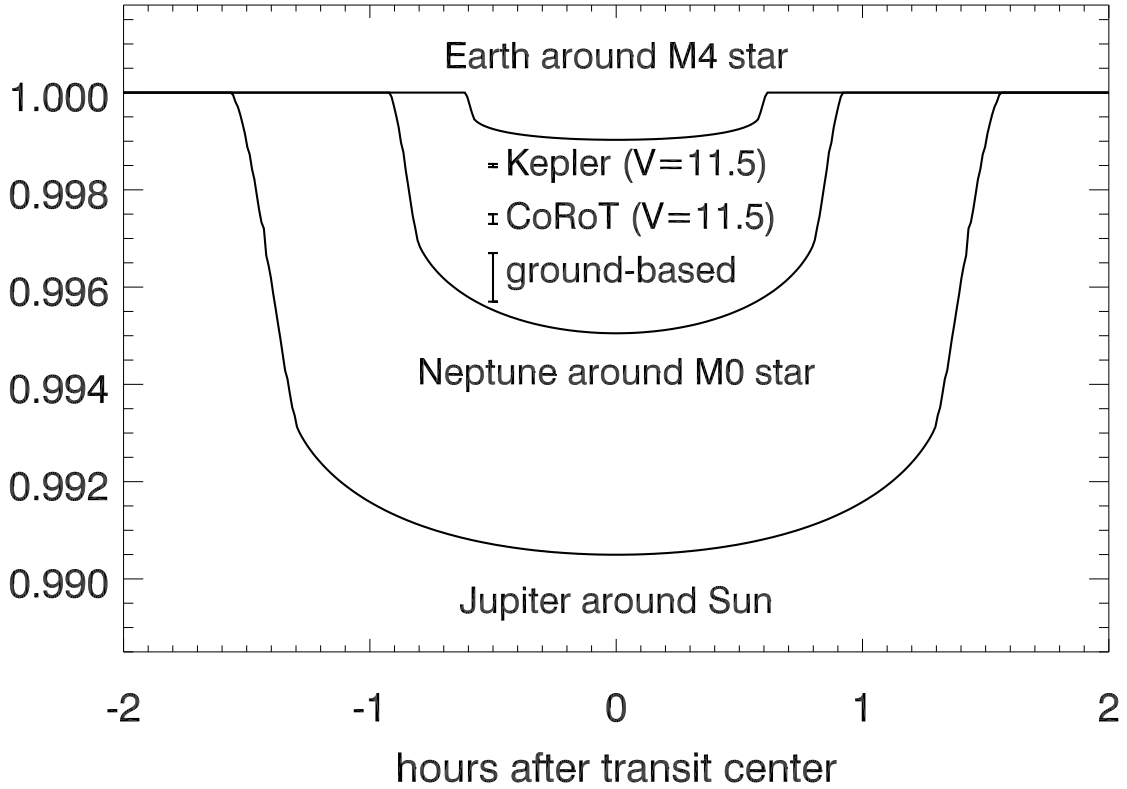 Earth around M4 star
1.000
Kepler (V=11.5)
0.998
CoRoT (V=11.5)
ground-based
0.996
Neptune around M0 star
0.994
0.992
0.990
Jupiter around Sun
-2 -1 0 1 2
hours after transit center